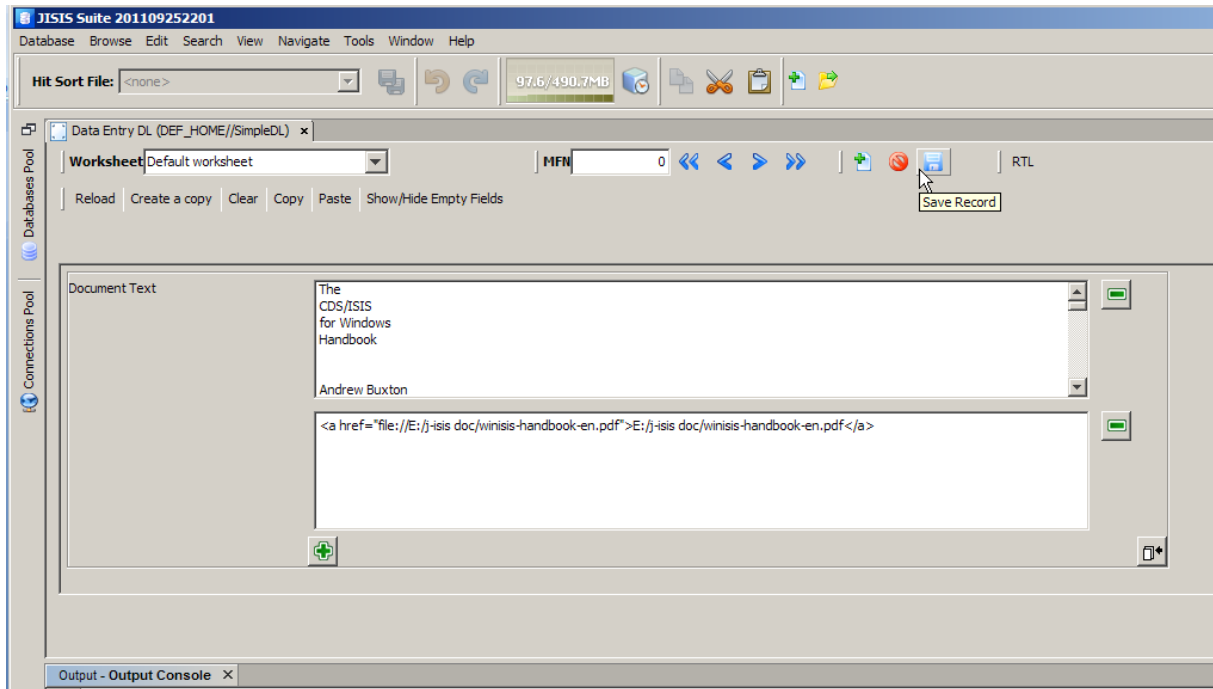 JISIS Suite 201109252201
Database Browse Edit Search View Navigate Tools Window Help
Hit Sort File: <none> 97.6/490.7MB
Data Entry DL (DEF_HOME//SimpleDL) x
Databases Pool
Connections Pool
Worksheet Default worksheet MFN 0 RTL
Save Record
Reload Create a copy Clear Copy Paste Show/Hide Empty Fields
Document Text
The
CDS/ISIS
for Windows
Handbook
Andrew Buxton
<a href="file://E:/j-isis doc/winisis-handbook-en.pdf">E:/j-isis doc/winisis-handbook-en.pdf</a>
Output - Output Console X